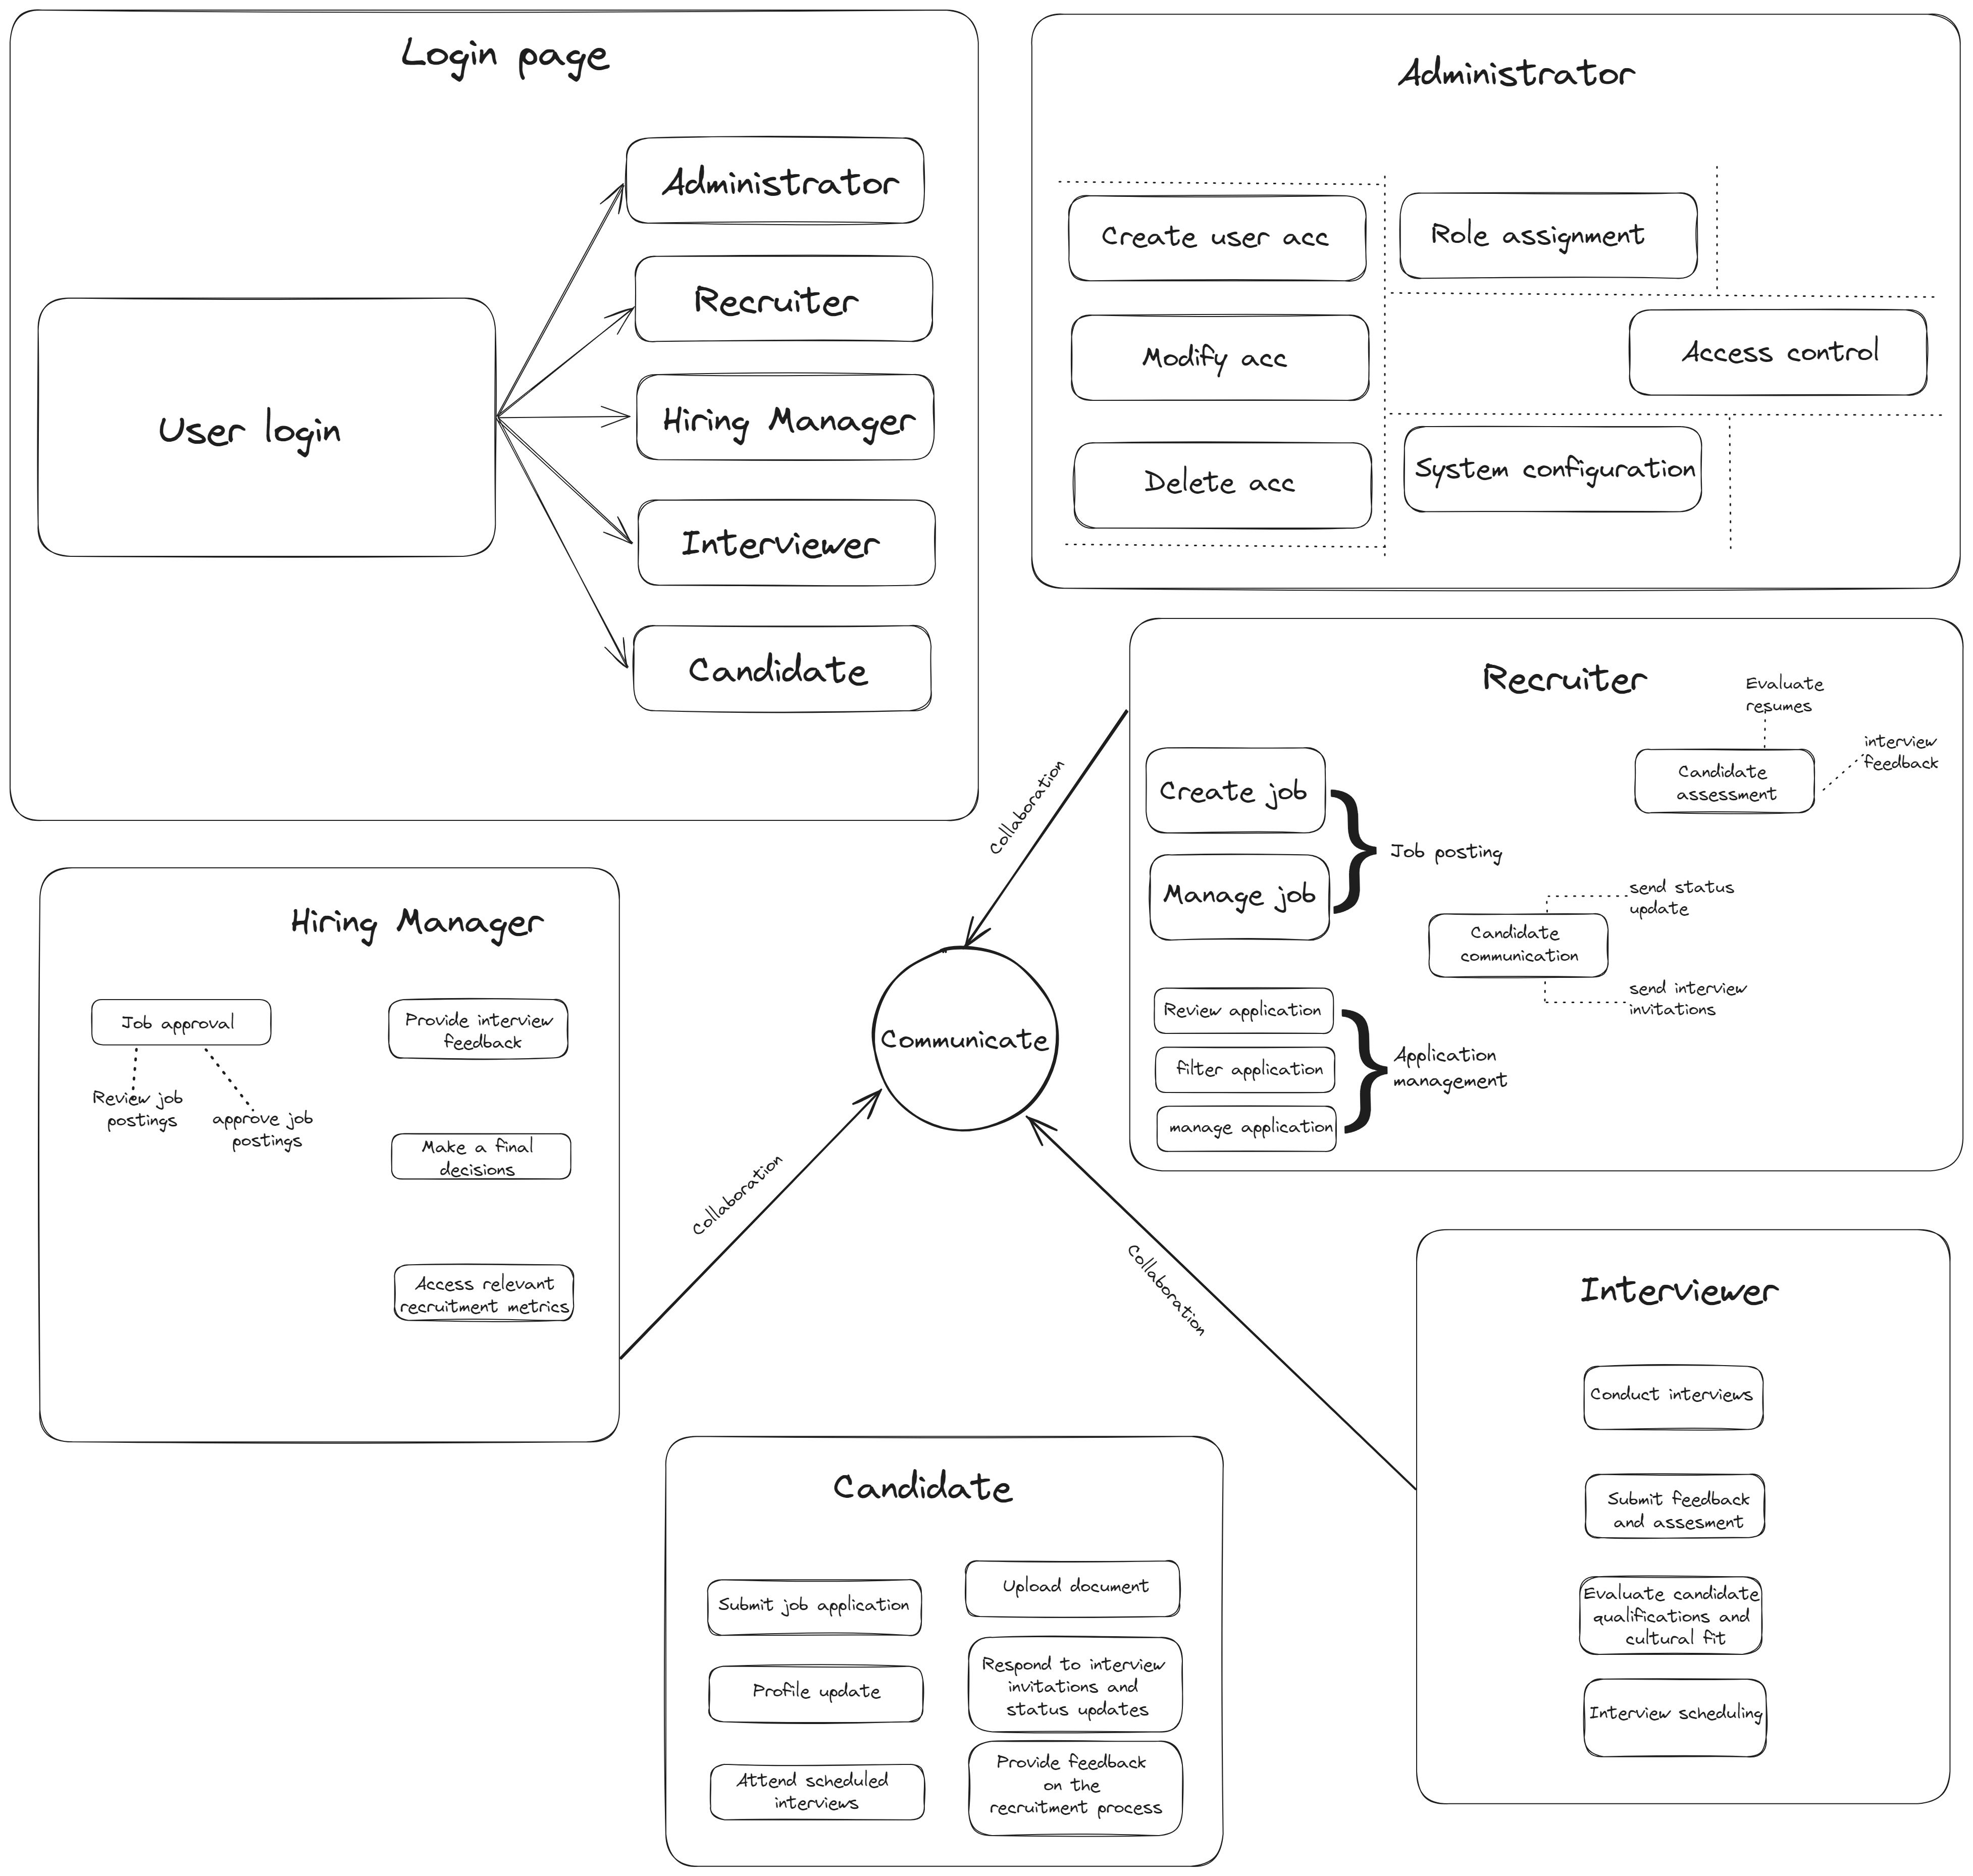 Login page
User login
Administrator
Recruiter
Hiring Manager
Interviewer
Candidate
Administrator
Create user acc
Modify acc
Delete acc
Role assignment
Access control
System configuration
Recruiter
Create job
Manage job
Job posting
Evaluate
resumes
interview
feedback
Candidate
assessment
Candidate
communication
send status
update
send interview
invitations
Review application
filter application
manage application
Application
management
Collaboration
Communicate
Collaboration
Collaboration
Hiring Manager
Job approval
Review job
postings
approve job
postings
Provide interview
feedback
Make a final
decisions
Access relevant
recruitment metrics
Interviewer
Conduct interviews
Submit feedback
and assesment
Evaluate candidate
qualifications and
cultural fit
Interview scheduling
Candidate
Submit job application
Profile update
Attend scheduled
interviews
Upload document
Respond to interview
invitations and
status updates
Provide feedback
on the
recruitment process